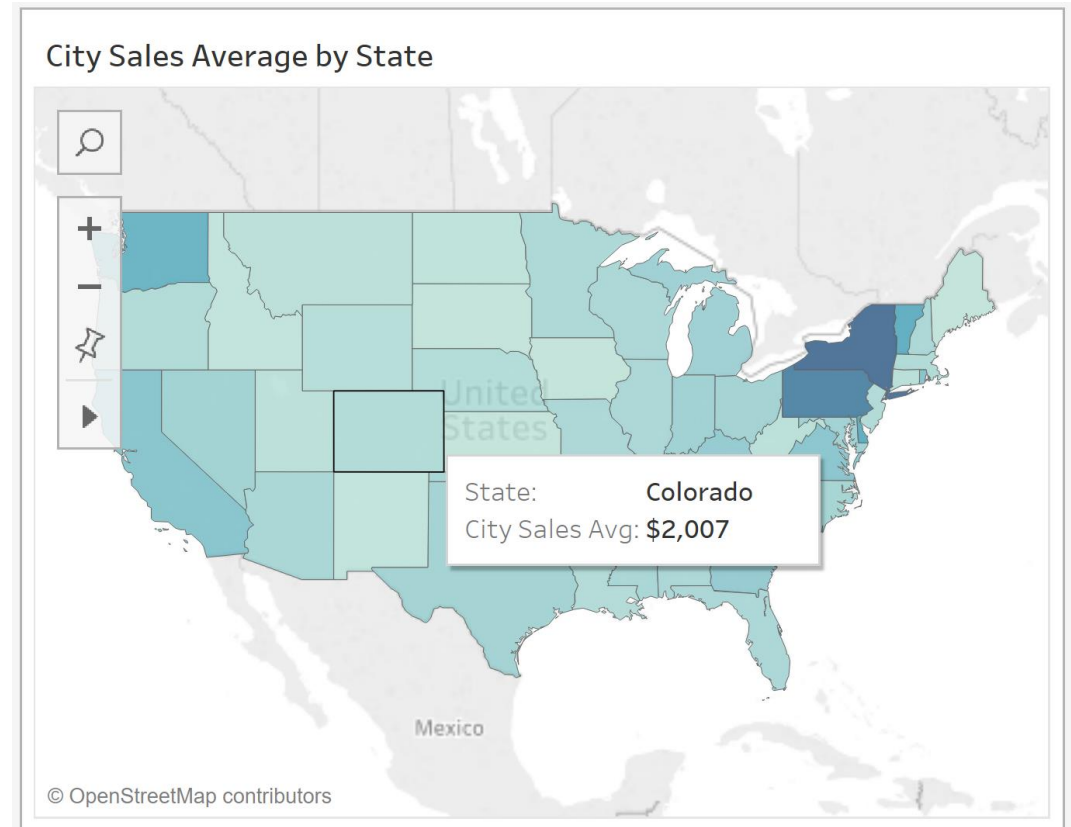 City Sales Average by State
United
States
State: Colorado
City Sales Avg: $2,007
Mexico
© OpenStreetMap contributors